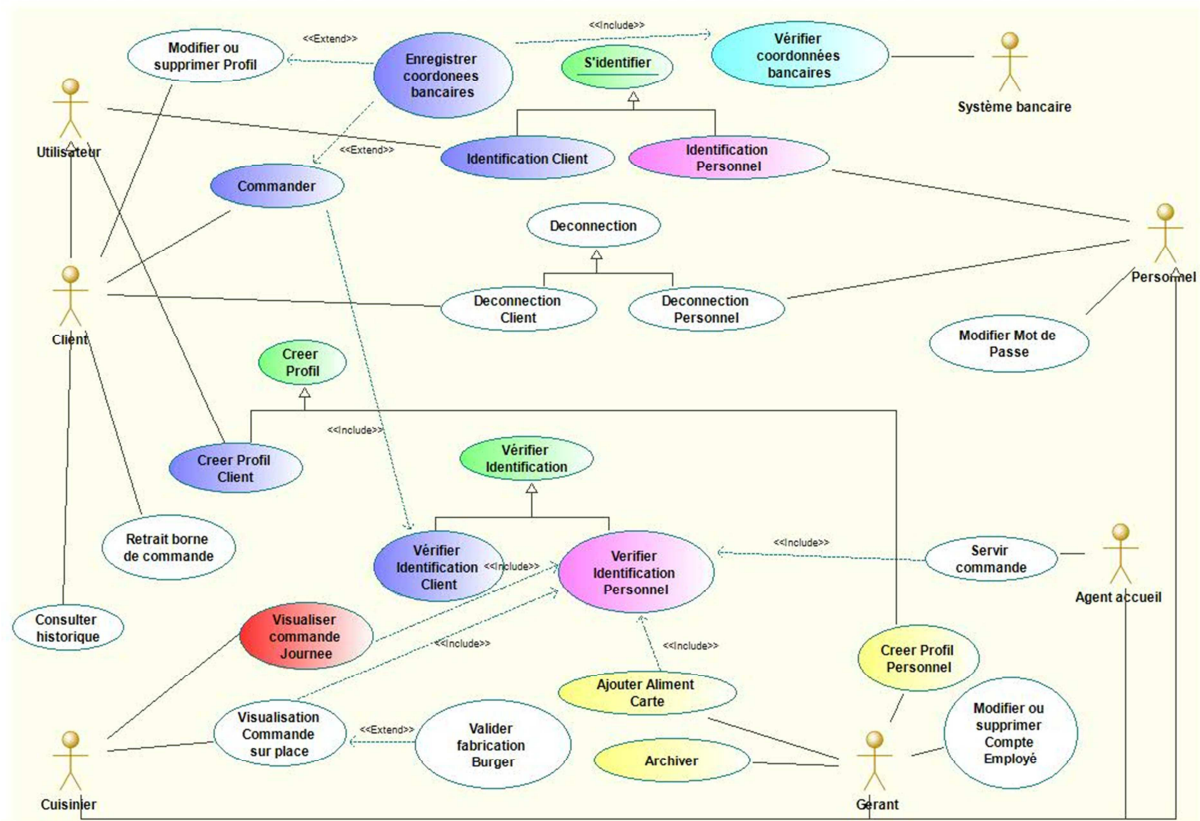 <<Include>>
<<Extend>>
Modifier ou
supprimer Profil
Enregistrer
coordonees
bancaires
S'identifier
Vérifier
coordonnées
bancaires
Système bancaire
Utilisateur
<<Extend>>
Identification Client
Identification
Personnel
Commander
Deconnection
Personnel
Client
Deconnection
Client
Deconnection
Personnel
Modifier Mot de
Passe
Creer
Profil
<<Include>>
Creer Profil
Client
Vérifier
Identification
Retrait borne
de commande
Vérifier
Identification
Client
<<Include>>
Verifier
Identification
Personnel
<<Include>>
Servir
commande
Agent accueil
Consulter
historique
Visualiser
commande
Journee
<<Include>>
<<Include>>
Creer Profil
Personnel
Ajouter Aliment
Carte
Visualisation
Commande
sur place
<<Extend>>
Valider
fabrication
Burger
Modifier ou
supprimer
Compte
Employé
Archiver
Cuisinier
Gérant